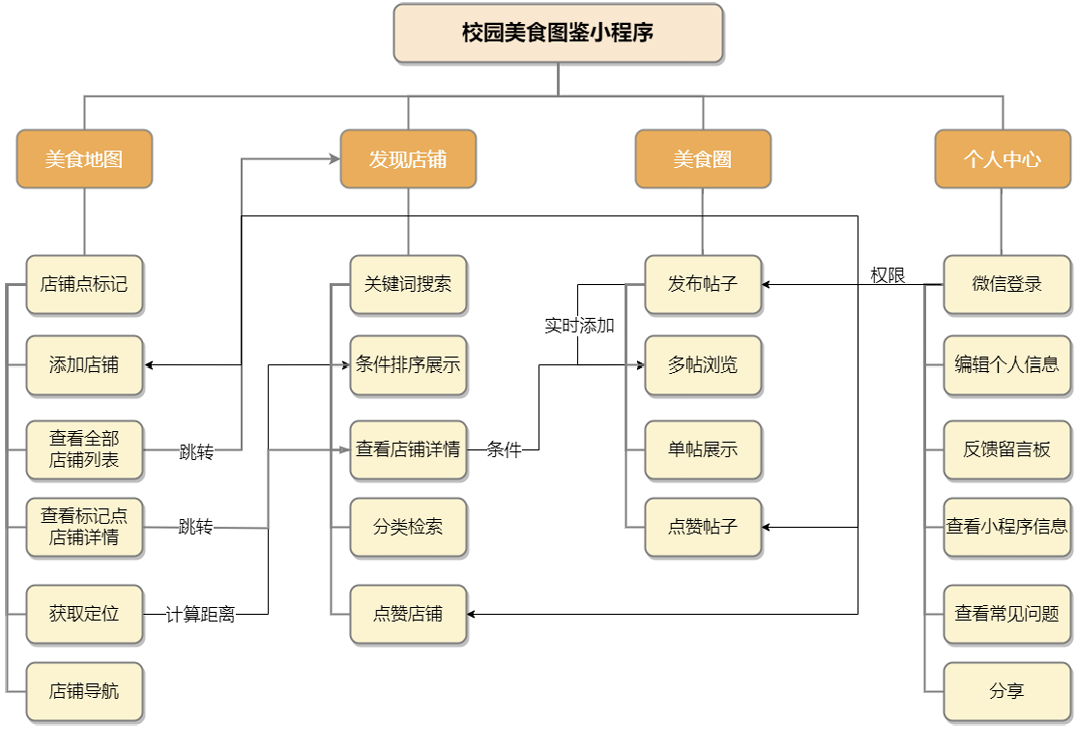 校园美食图鉴小程序
美食地图
发现店铺
美食圈
个人中心
店铺点标记
关键词搜索
发布帖子
权限
微信登录
实时添加
添加店铺
条件排序展示
多帖浏览
编辑个人信息
查看全部
店铺列表
跳转
查看店铺详情
条件
单帖展示
反馈留言板
查看标记点
店铺详情
跳转
分类检索
点赞帖子
查看小程序信息
获取定位
计算距离
点赞店铺
查看常见问题
店铺导航
分享